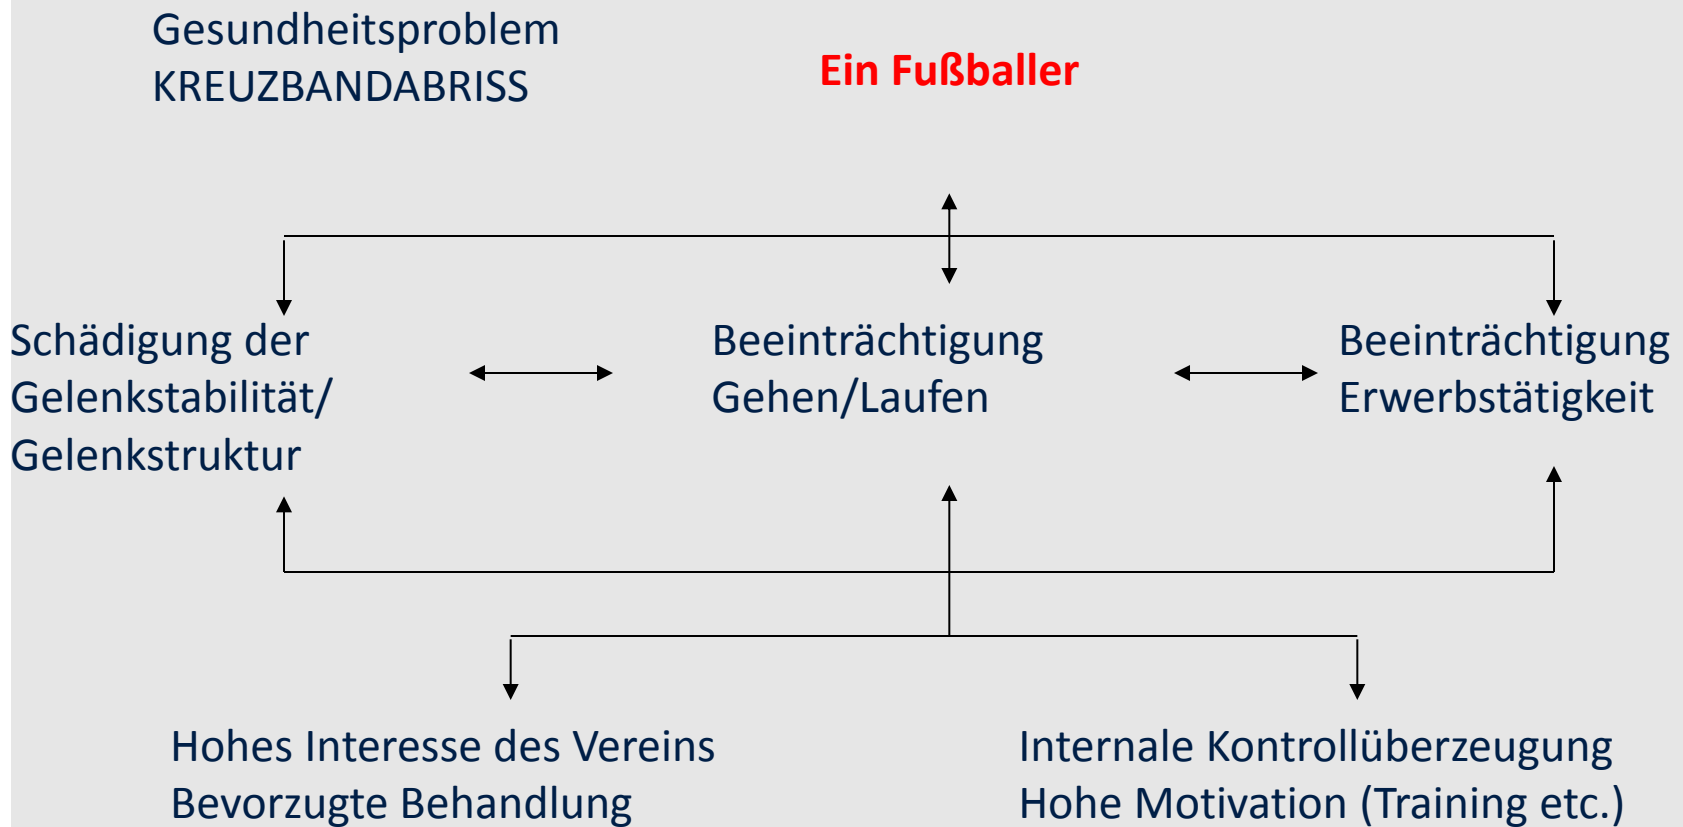 Gesundheitsproblem
KREUZBANDABRISS
Ein Fußballer
Schädigung der
Gelenkstabilität/
Gelenkstruktur
Beeinträchtigung
Gehen/Laufen
Beeinträchtigung
Erwerbstätigkeit
Hohes Interesse des Vereins
Bevorzugte Behandlung
Internale Kontrollüberzeugung
Hohe Motivation (Training etc.)